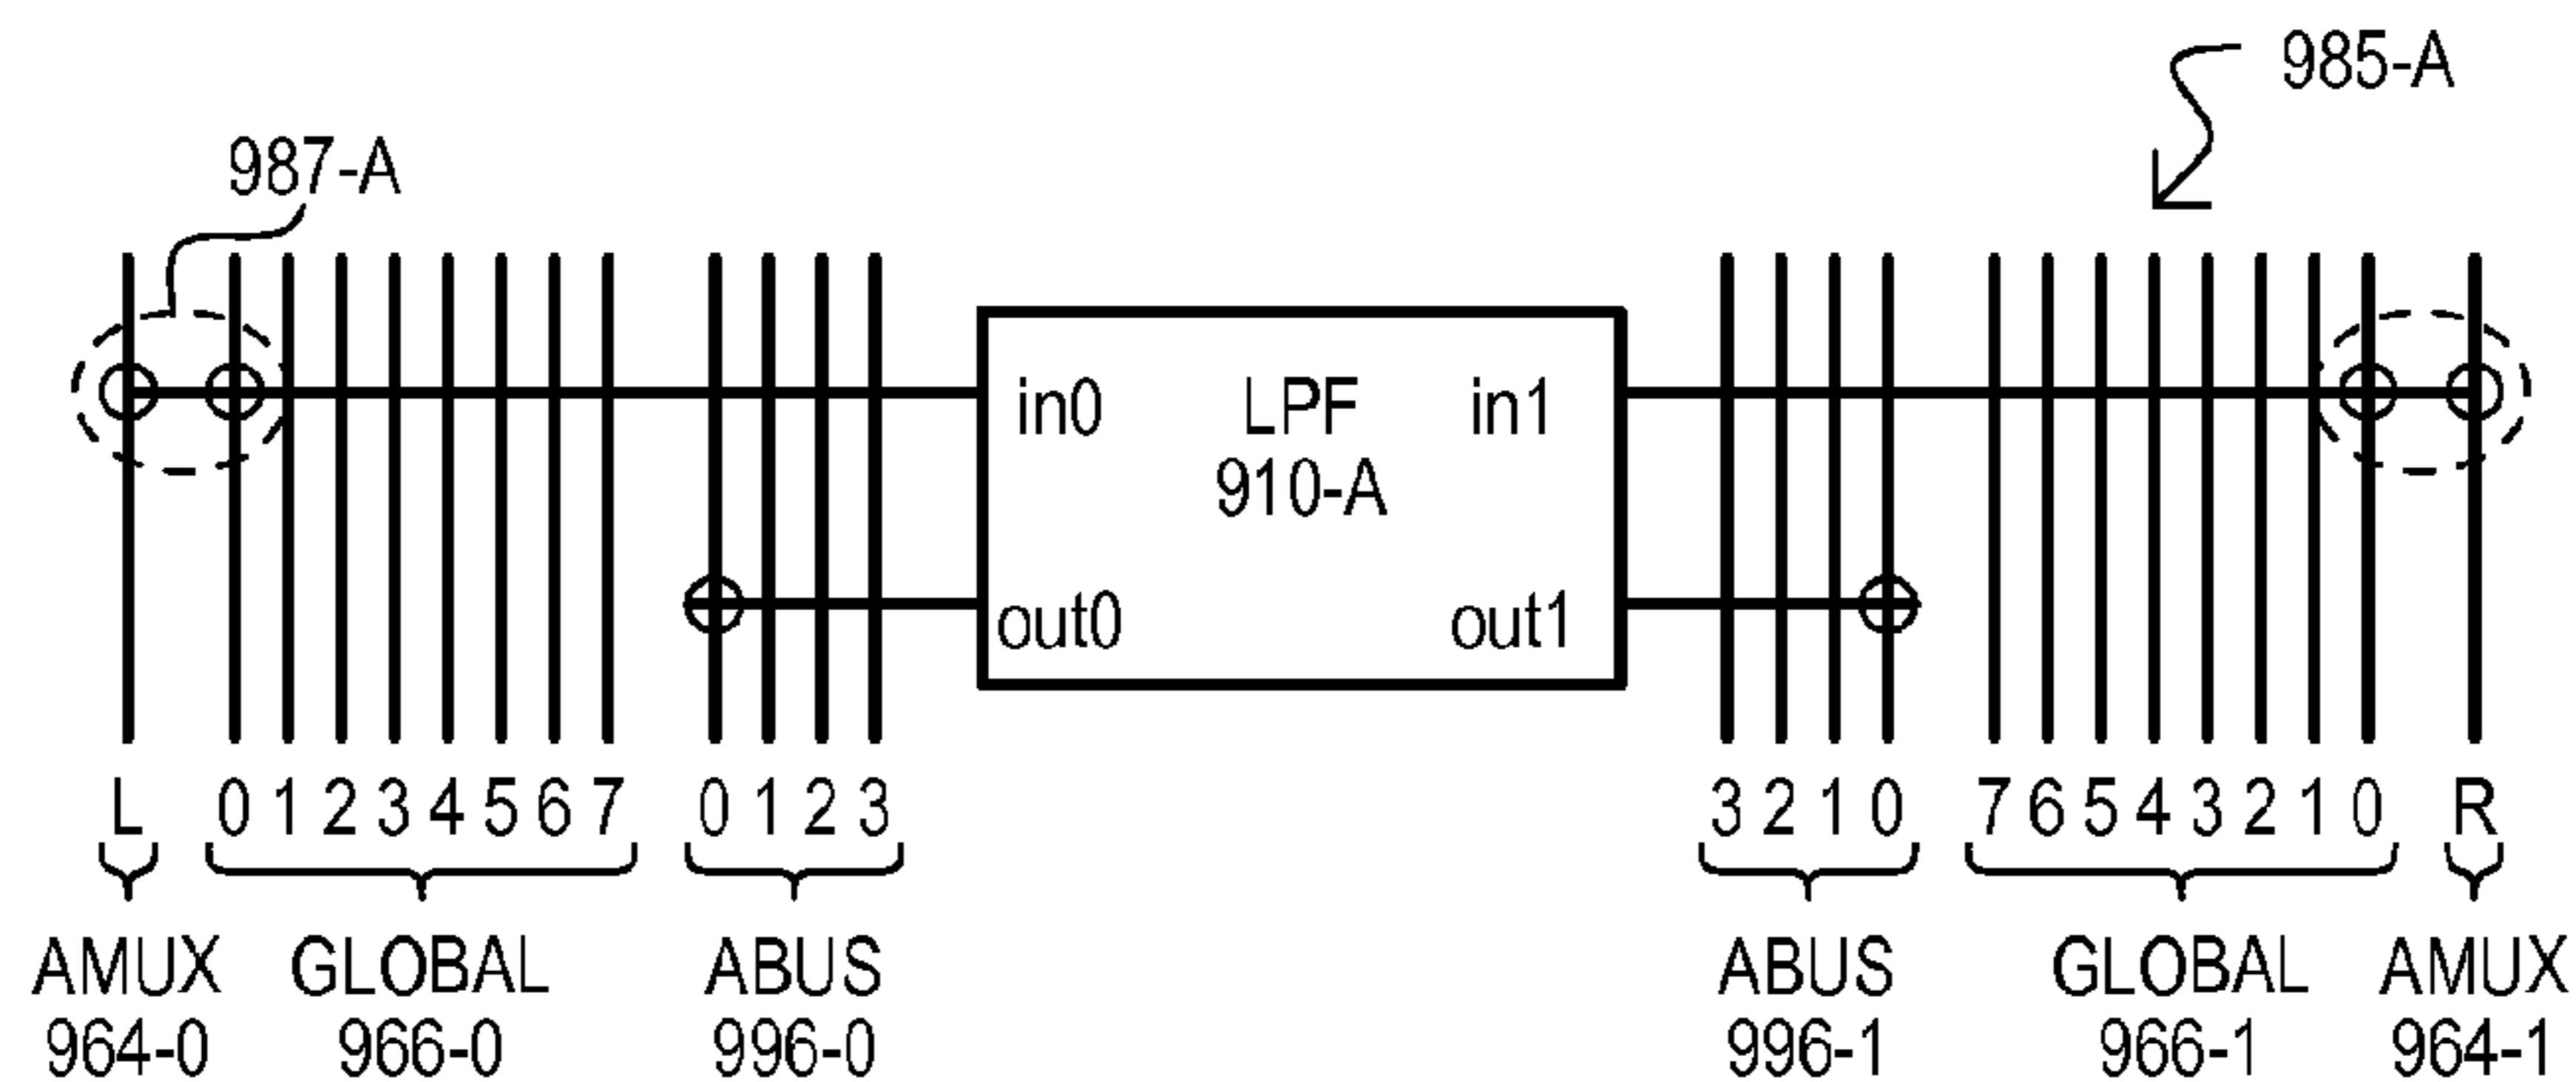 985-A
987-A
in0 LPF in1
910-A
out0 out1
L 0 1 2 3 4 5 6 7 0 1 2 3 3 2 1 0 7 6 5 4 3 2 1 0 R
AMUX GLOBAL ABUS ABUS GLOBAL AMUX
964-0 966-0 996-0 996-1 966-1 964-1